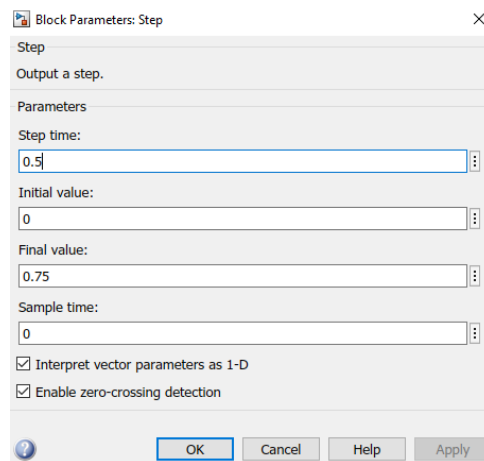 Block Parameters: Step
Step
Output a step.
Parameters
Step time:
0.5
Initial value:
0
Final value:
0.75
Sample time:
0
Interpret vector parameters as 1-D
Enable zero-crossing detection
OK Cancel Help Apply